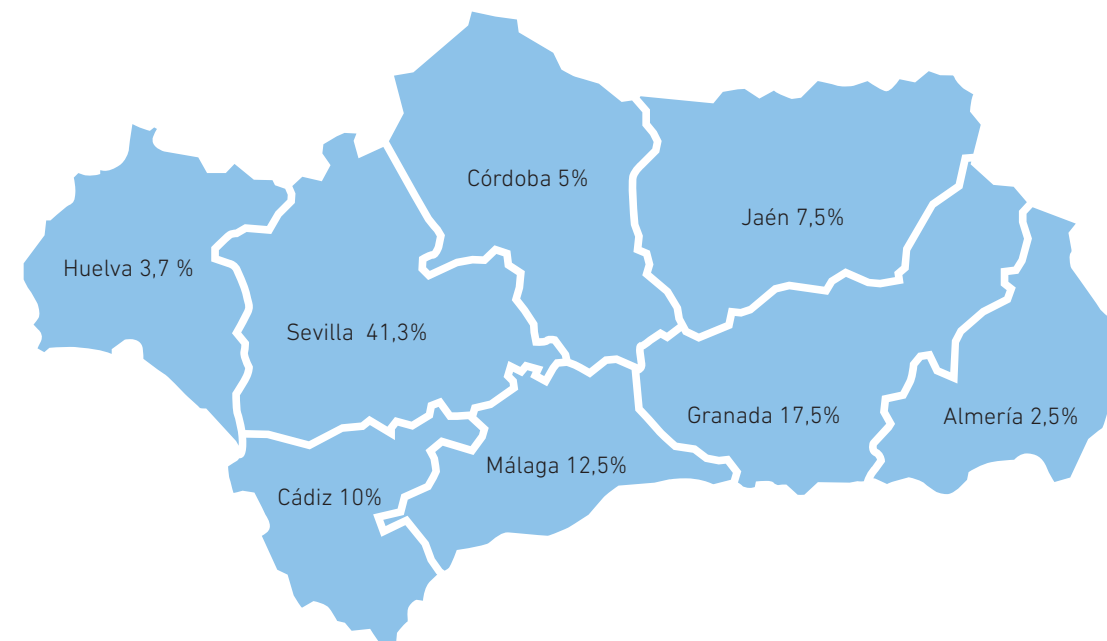 Córdoba 5%
Jaén 7,5%
Huelva 3,7 %
Sevilla 41,3%
Granada 17,5%
Almería 2,5%
Málaga 12,5%
Cádiz 10%